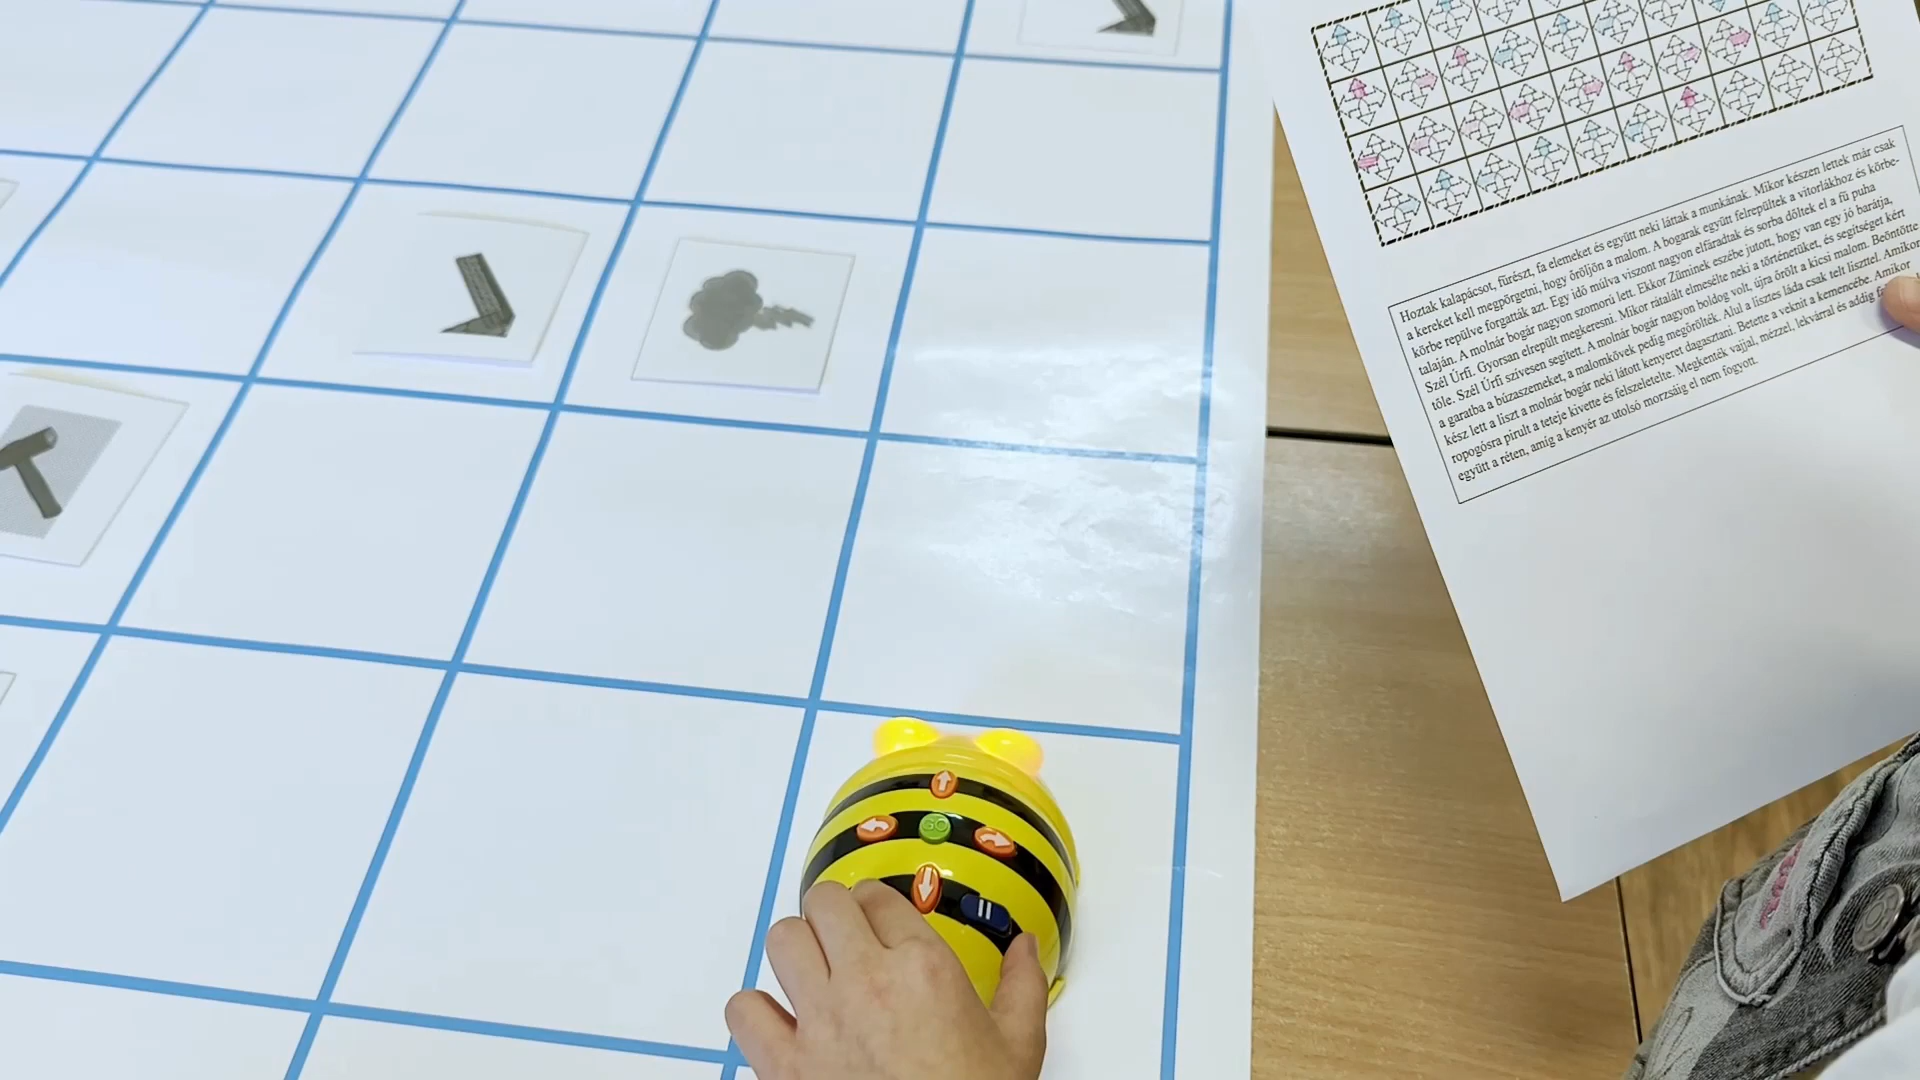 Hoztak kalapácsot, fűrészt, fa elemeket és együtt neki láttak a munkának. Mikor készen lettek már csak
a kereket kell megpörgetni, hogy őröljön a malom. A bogarak együtt felrepültek a vitorlákhoz és körbe-
körbe repülve forgatták azt. Egy idő múlva viszont nagyon elfáradtak és sorba dőltek el a fű puha
talaján. A molnár bogár nagyon szomorú lett. Ekkor Züminek eszébe jutott, hogy van egy jó barátja,
Szél Úrfi. Gyorsan elrepült megkeresni. Mikor rátalált elmesélte neki a történetüket, és segítséget kért
tőle. Szél Úrfi szívesen segített. A molnár bogár nagyon boldog volt, újra őrölt a kicsi malom. Beöntötte
a garatba a búzaszemeket, a malomkövek pedig megőrölték. Alul a lisztes láda csak telt liszttel. Amikor
kész lett a liszt a molnár bogár neki látott kenyeret dagasztani. Betette a veknit a kemencébe. Amikor
ropogósra pirult a teteje kivette és felszeletelte. Megkenték vajjal, mézzel, lekvárral és addig
együtt a réten, amíg a kenyér az utolsó morzsáig el nem fogyott.
GO